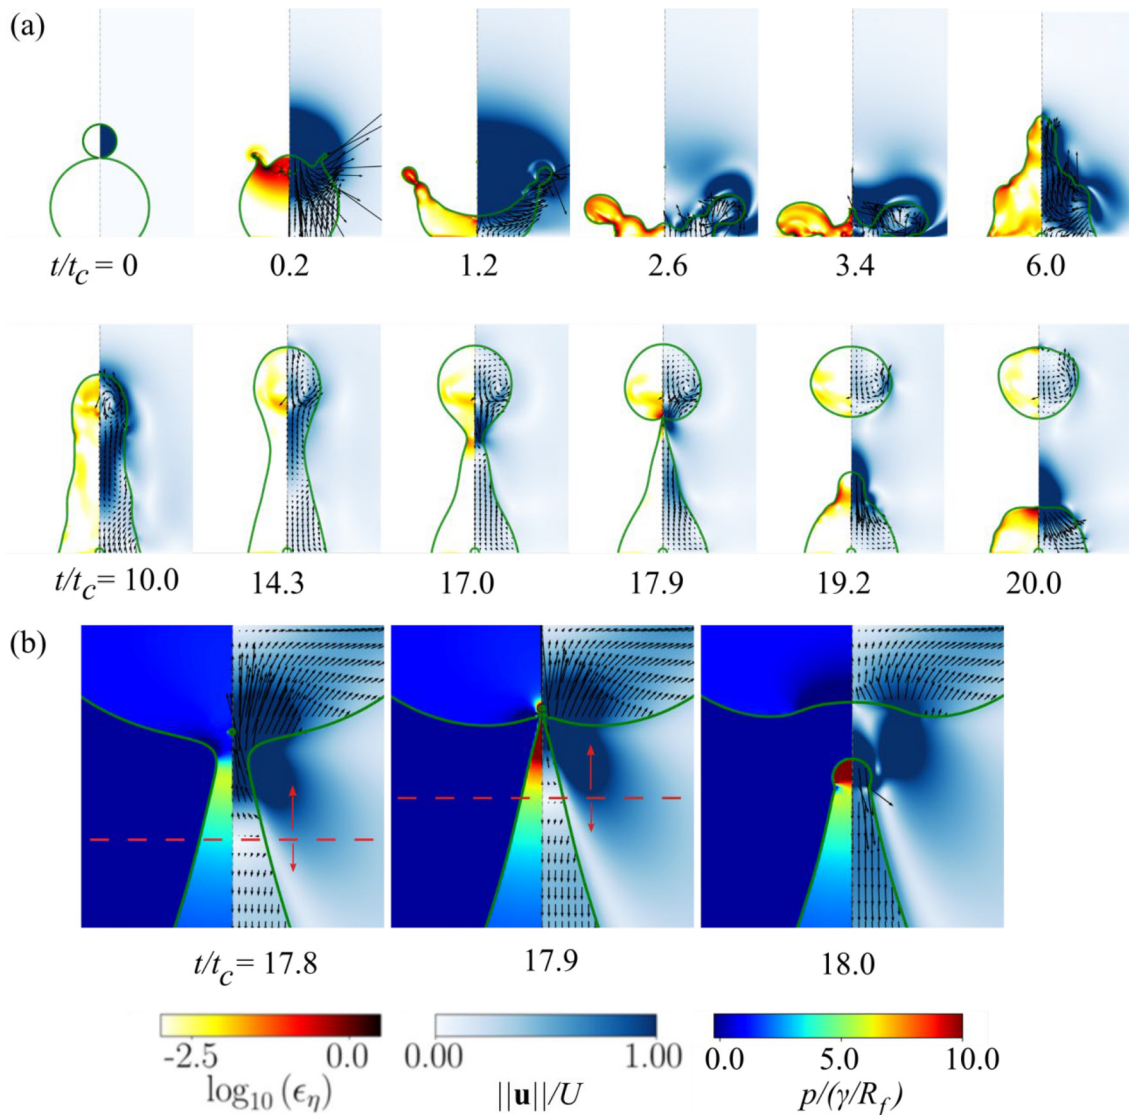 (a)
t/t_c = 0 0.2 1.2 2.6 3.4 6.0
t/t_c = 10.0 14.3 17.0 17.9 19.2 20.0
(b)
t/t_c = 17.8 17.9 18.0
-2.5 0.0 0.00 1.00 0.0 5.0 10.0
log₁₀ (ϵ_η) ||u||/U p/(γ/R_f)